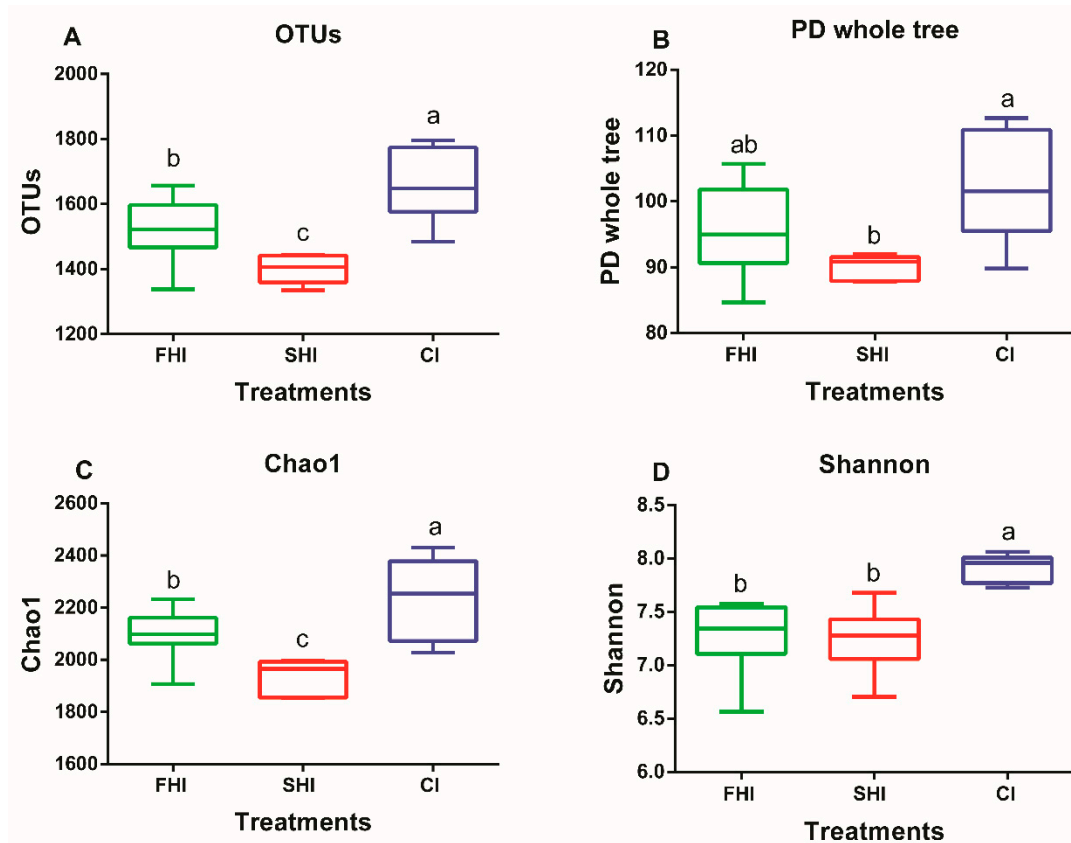 A
OTUs
2000
1800
1600
1400
1200
OTUs
b
c
a
FHI
SHI
CI
Treatments
B
PD whole tree
120
110
100
90
80
PD whole tree
ab
b
a
FHI
SHI
CI
Treatments
C
Chao1
2600
2400
2200
2000
1800
1600
Chao1
b
c
a
FHI
SHI
CI
Treatments
D
Shannon
8.5
8.0
7.5
7.0
6.5
6.0
Shannon
b
b
a
FHI
SHI
CI
Treatments